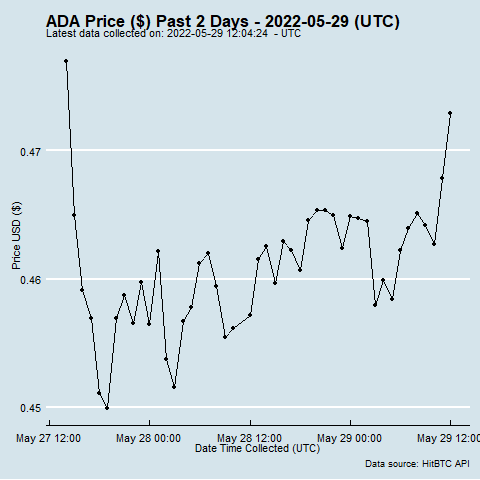 ADA Price ($) Past 2 Days - 2022-05-29 (UTC)
Latest data collected on: 2022-05-29 12:04:24  - UTC
0.47
0.46
0.45
Price USD ($)
May 27 12:00
May 28 00:00
May 28 12:00
May 29 00:00
May 29 12:00
Date Time Collected (UTC)
Data source: HitBTC API